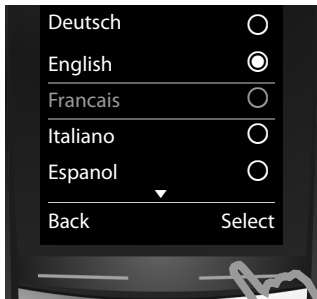 Deutsch
English
Francais
Italiano
Espanol
Back Select